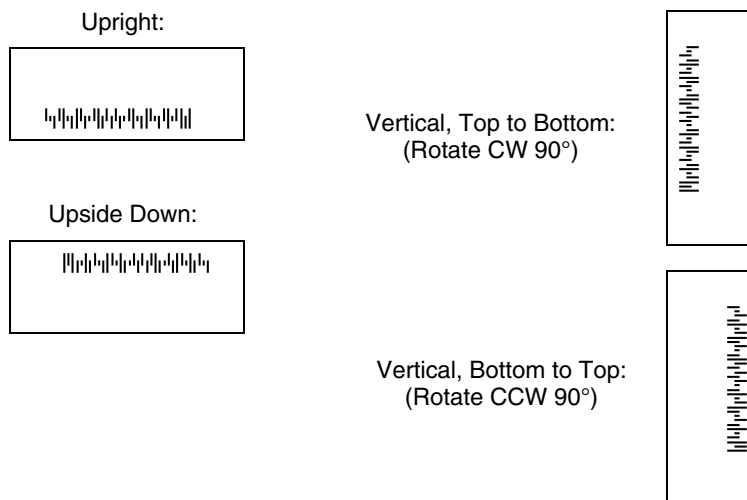 Upright:
Vertical, Top to Bottom:
(Rotate CW 90°)
Upside Down:
Vertical, Bottom to Top:
(Rotate CCW 90°)